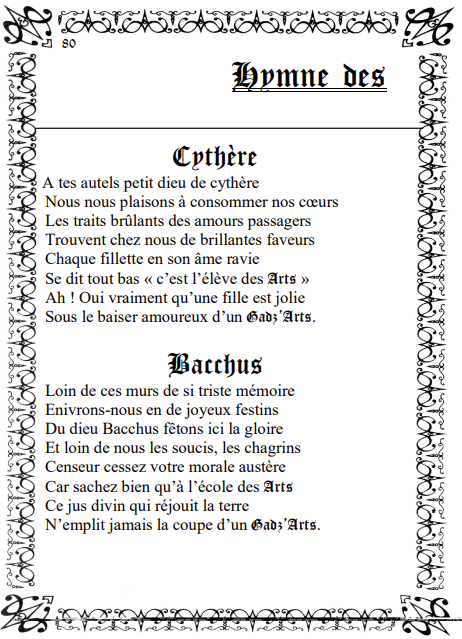 80
Hymne des
Cythère
A tes autels petit dieu de cythère
Nous nous plaisons à consommer nos cœurs
Les traits brûlants des amours passagers
Trouvent chez nous de brillantes faveurs
Chaque fillette en son âme ravie
Se dit tout bas « c’est l’élève des Arts »
Ah ! Oui vraiment qu’une fille est jolie
Sous le baiser amoureux d’un Gadz’Arts.
Bacchus
Loin de ces murs de si triste mémoire
Enivrons-nous en de joyeux festins
Du dieu Bacchus fêtons ici la gloire
Et loin de nous les soucis, les chagrins
Censeur cessez votre morale austère
Car sachez bien qu’à l’école des Arts
Ce jus divin qui réjouit la terre
N’emplit jamais la coupe d’un Gadz’Arts.